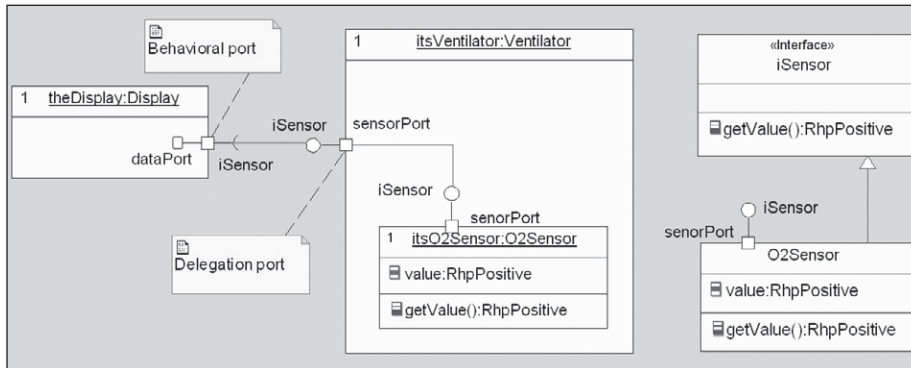 Behavioral port
1 theDisplay:Display
dataPort
iSensor
iSensor
sensorPort
Delegation port
1 itsVentilator:Ventilator
iSensor
senorPort
1 itsO2Sensor:O2Sensor
value:RhpPositive
getValue():RhpPositive
«Interface»
iSensor
getValue():RhpPositive
iSensor
senorPort
O2Sensor
value:RhpPositive
getValue():RhpPositive